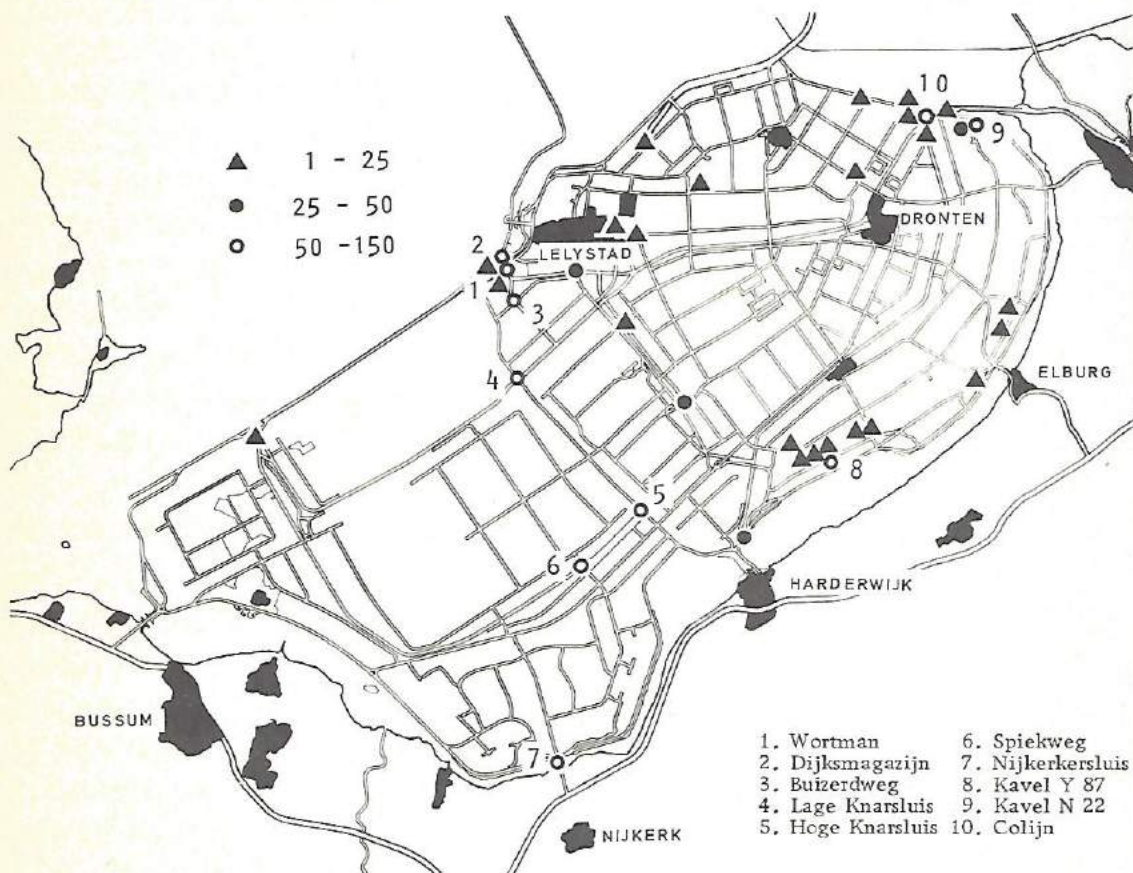 10
1 - 25
9
25 - 50
DRONTEN
50 -150
2
LELYSTAD
1
3
4
ELBURG
8
5
6
HARDERWIJK
BUSSUM
7
NIJKERK
1. Wortman
2. Dijksmagazijn
3. Buizerdweg
4. Lage Knarsluis
5. Hoge Knarsluis
6. Spiekweg
7. Nijkerkersluis
8. Kavel Y 87
9. Kavel N 22
10. Colijn